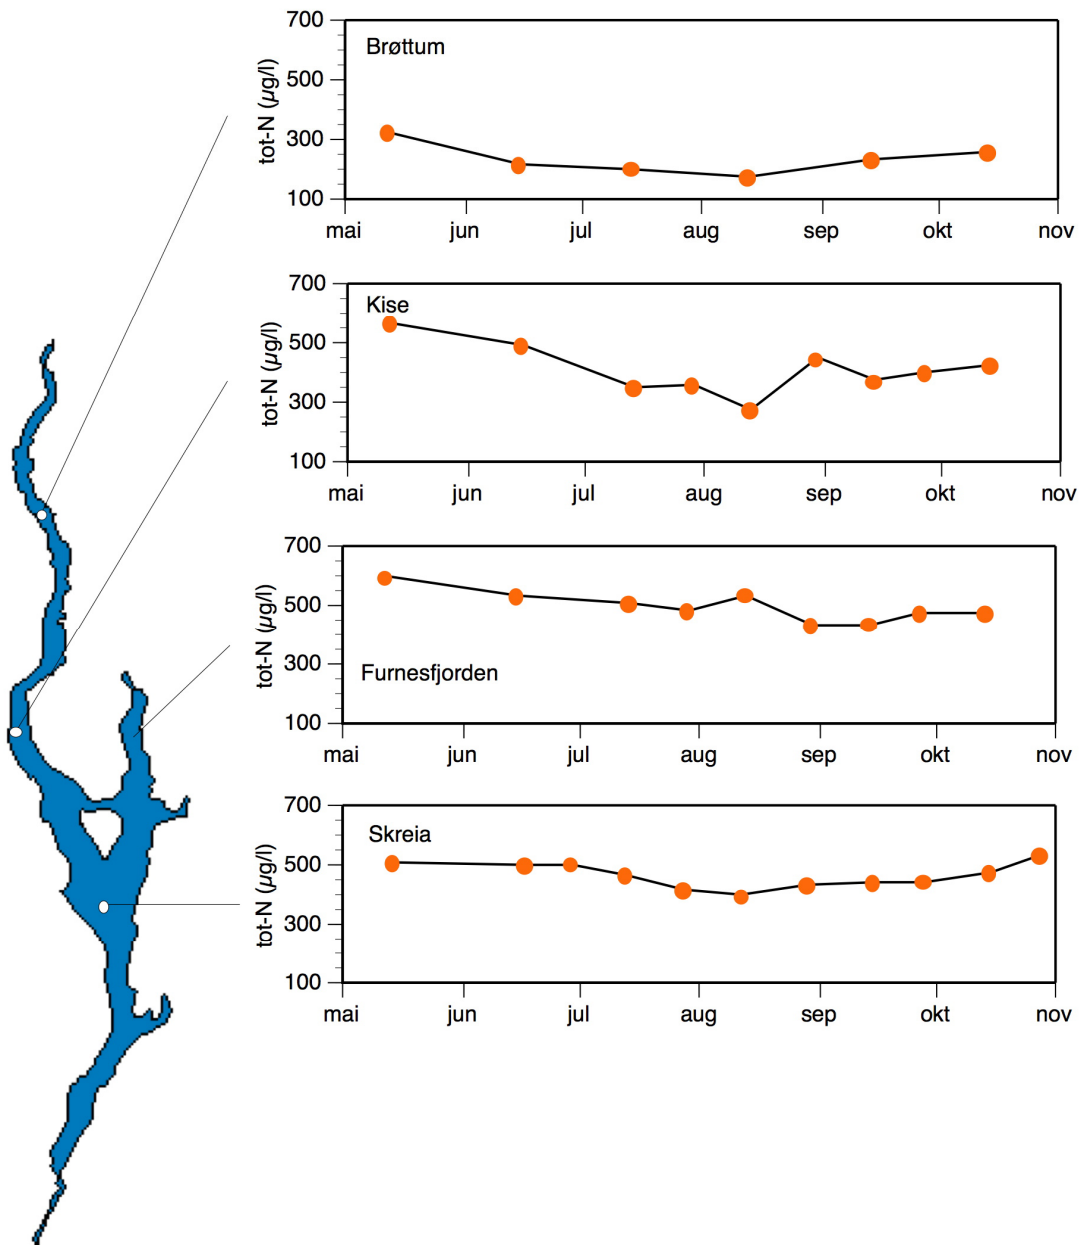 700
Brøttum
500
300
100
tot-N (µg/l)
mai jun jul aug sep okt nov
700
Kise
500
300
100
tot-N (µg/l)
mai jun jul aug sep okt nov
700
500
300
Furnesfjorden
100
tot-N (µg/l)
mai jun jul aug sep okt nov
700
Skreia
500
300
100
tot-N (µg/l)
mai jun jul aug sep okt nov